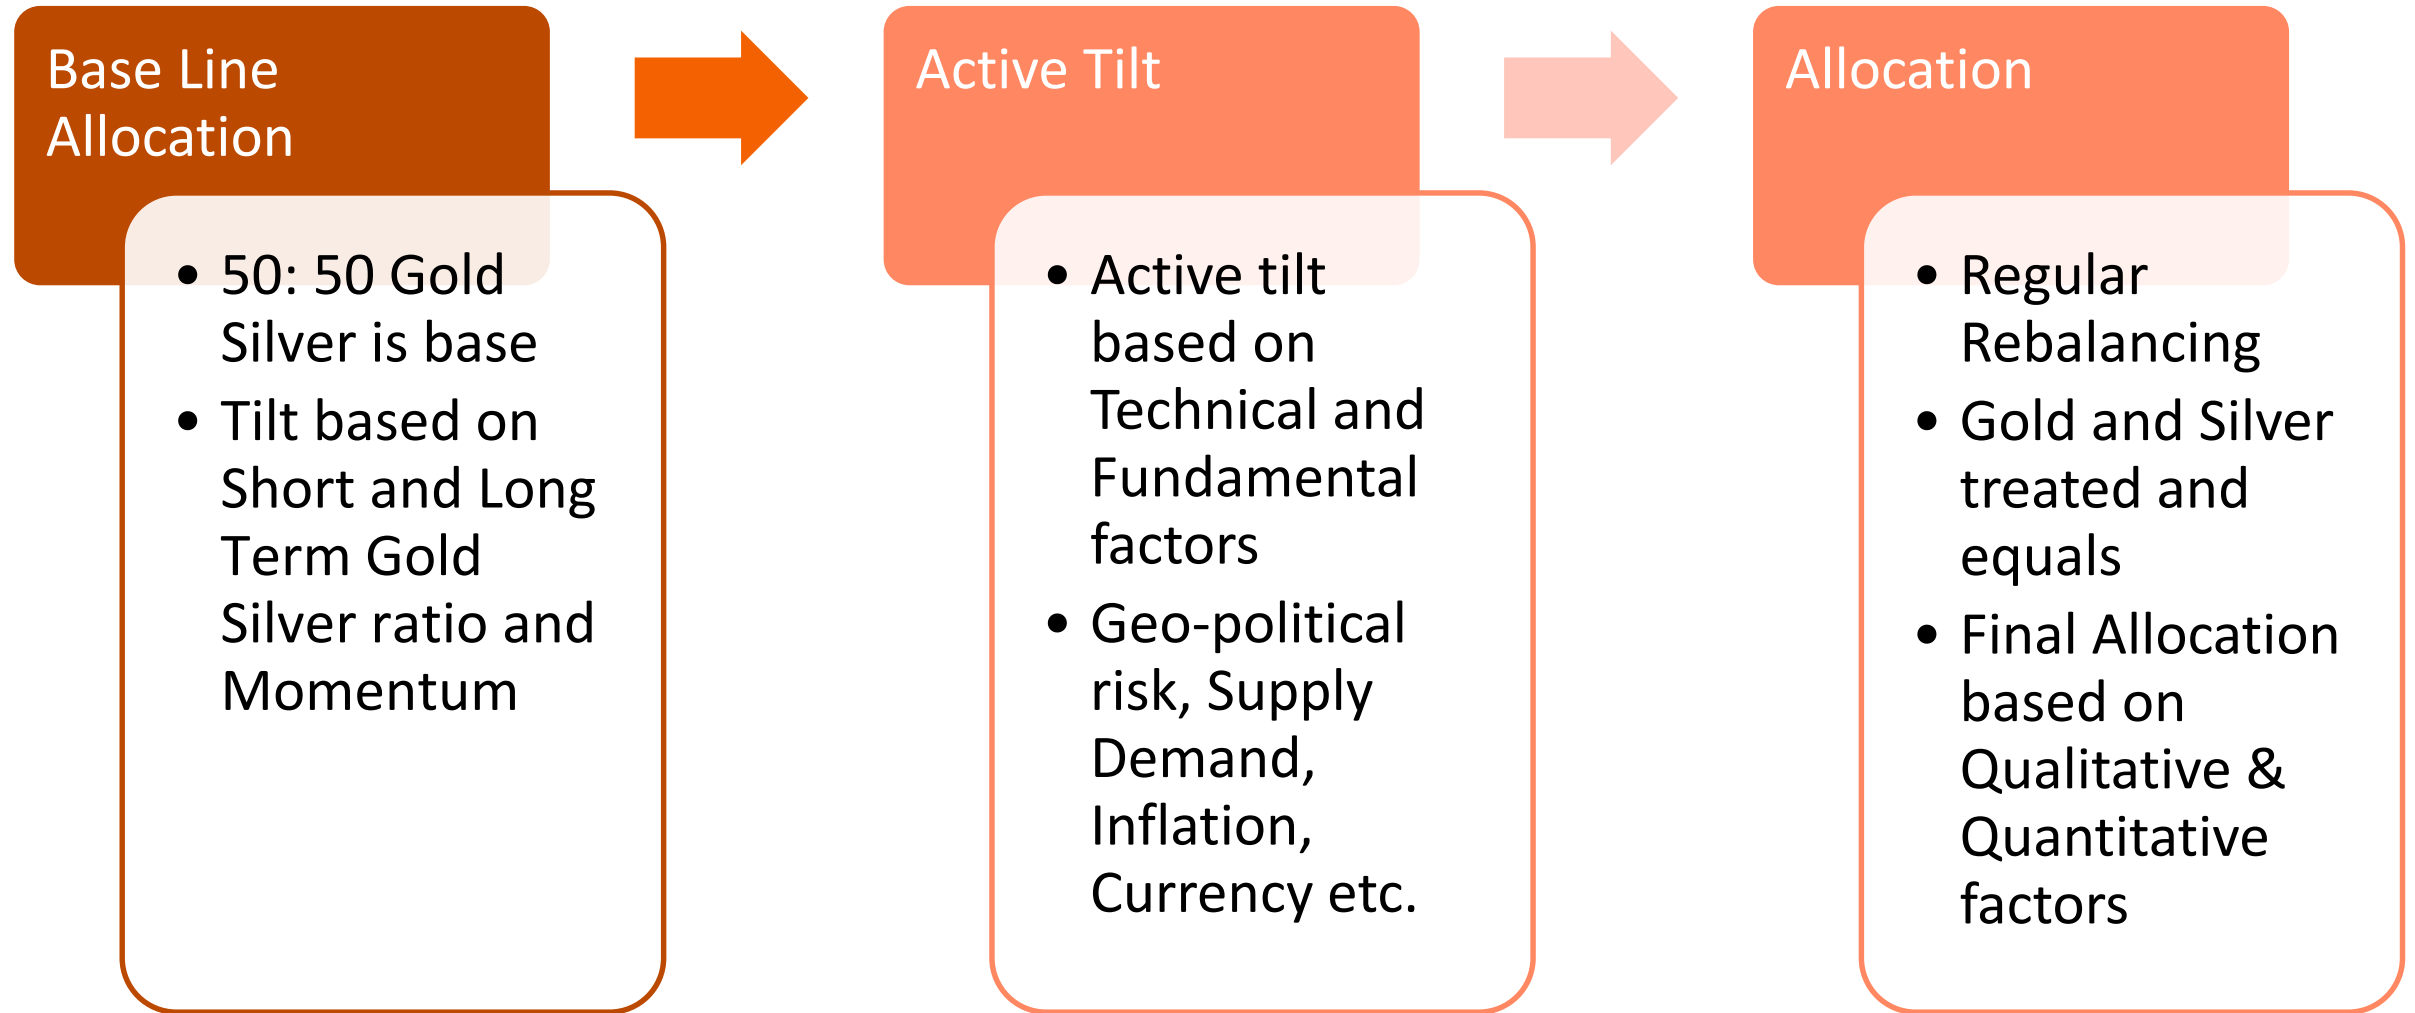 Base Line
Allocation
• 50: 50 Gold
Silver is base
• Tilt based on
Short and Long
Term Gold
Silver ratio and
Momentum
Active Tilt
• Active tilt
based on
Technical and
Fundamental
factors
• Geo-political
risk, Supply
Demand,
Inflation,
Currency etc.
Allocation
• Regular
Rebalancing
• Gold and Silver
treated and
equals
• Final Allocation
based on
Qualitative &
Quantitative
factors